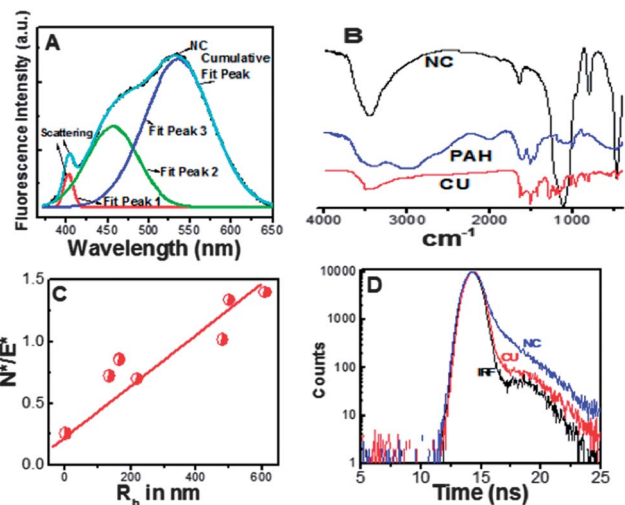 A
NC
Cumulative
Fit Peak
Scattering
Fit Peak 3
Fit Peak 2
Fit Peak 1
Fluorescence Intensity (a.u.)
400 450 500 550 600 650
Wavelength (nm)
B
NC
PAH
CU
4000 3000 2000 1000
cm-1
C
1.5
1.0
0.5
0.0
N*/E*
0 200 400 600
Rh in nm
D
10000
1000
100
10
1
Counts
NC
CU
IRF
5 10 15 20 25
Time (ns)